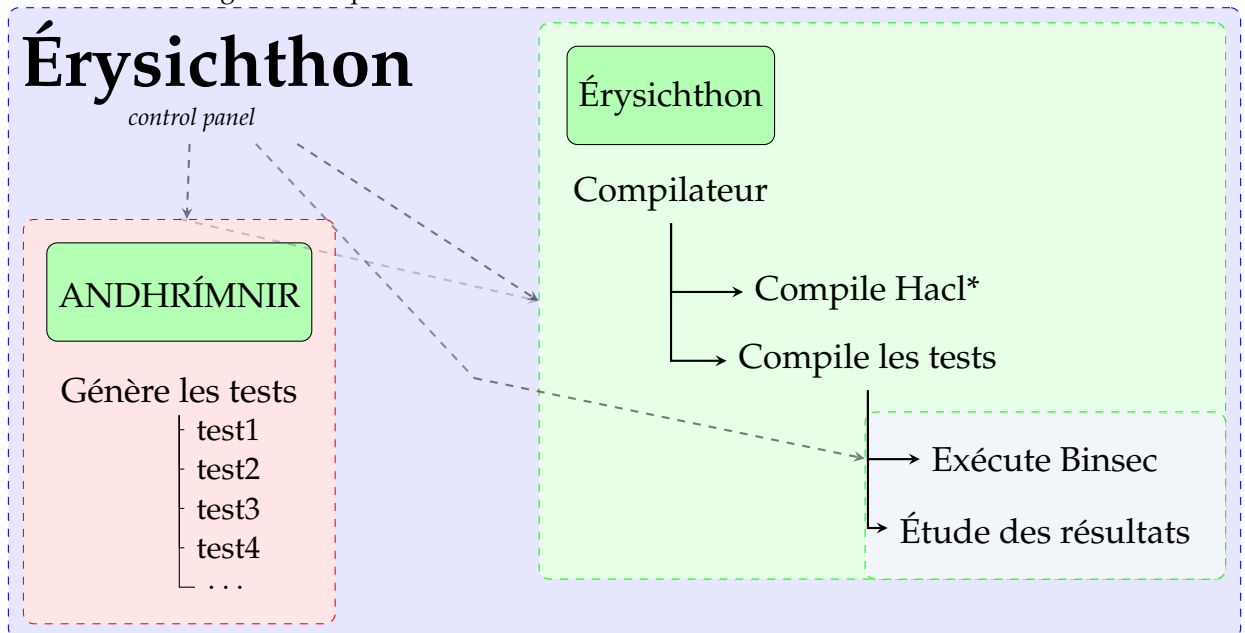 Érysichthon
control panel
ANDHRÍMNIR
Génère les tests
test1
test2
test3
test4
. . .
Érysichthon
Compilateur
Compile Hacl*
Compile les tests
Exécute Binsec
Étude des résultats